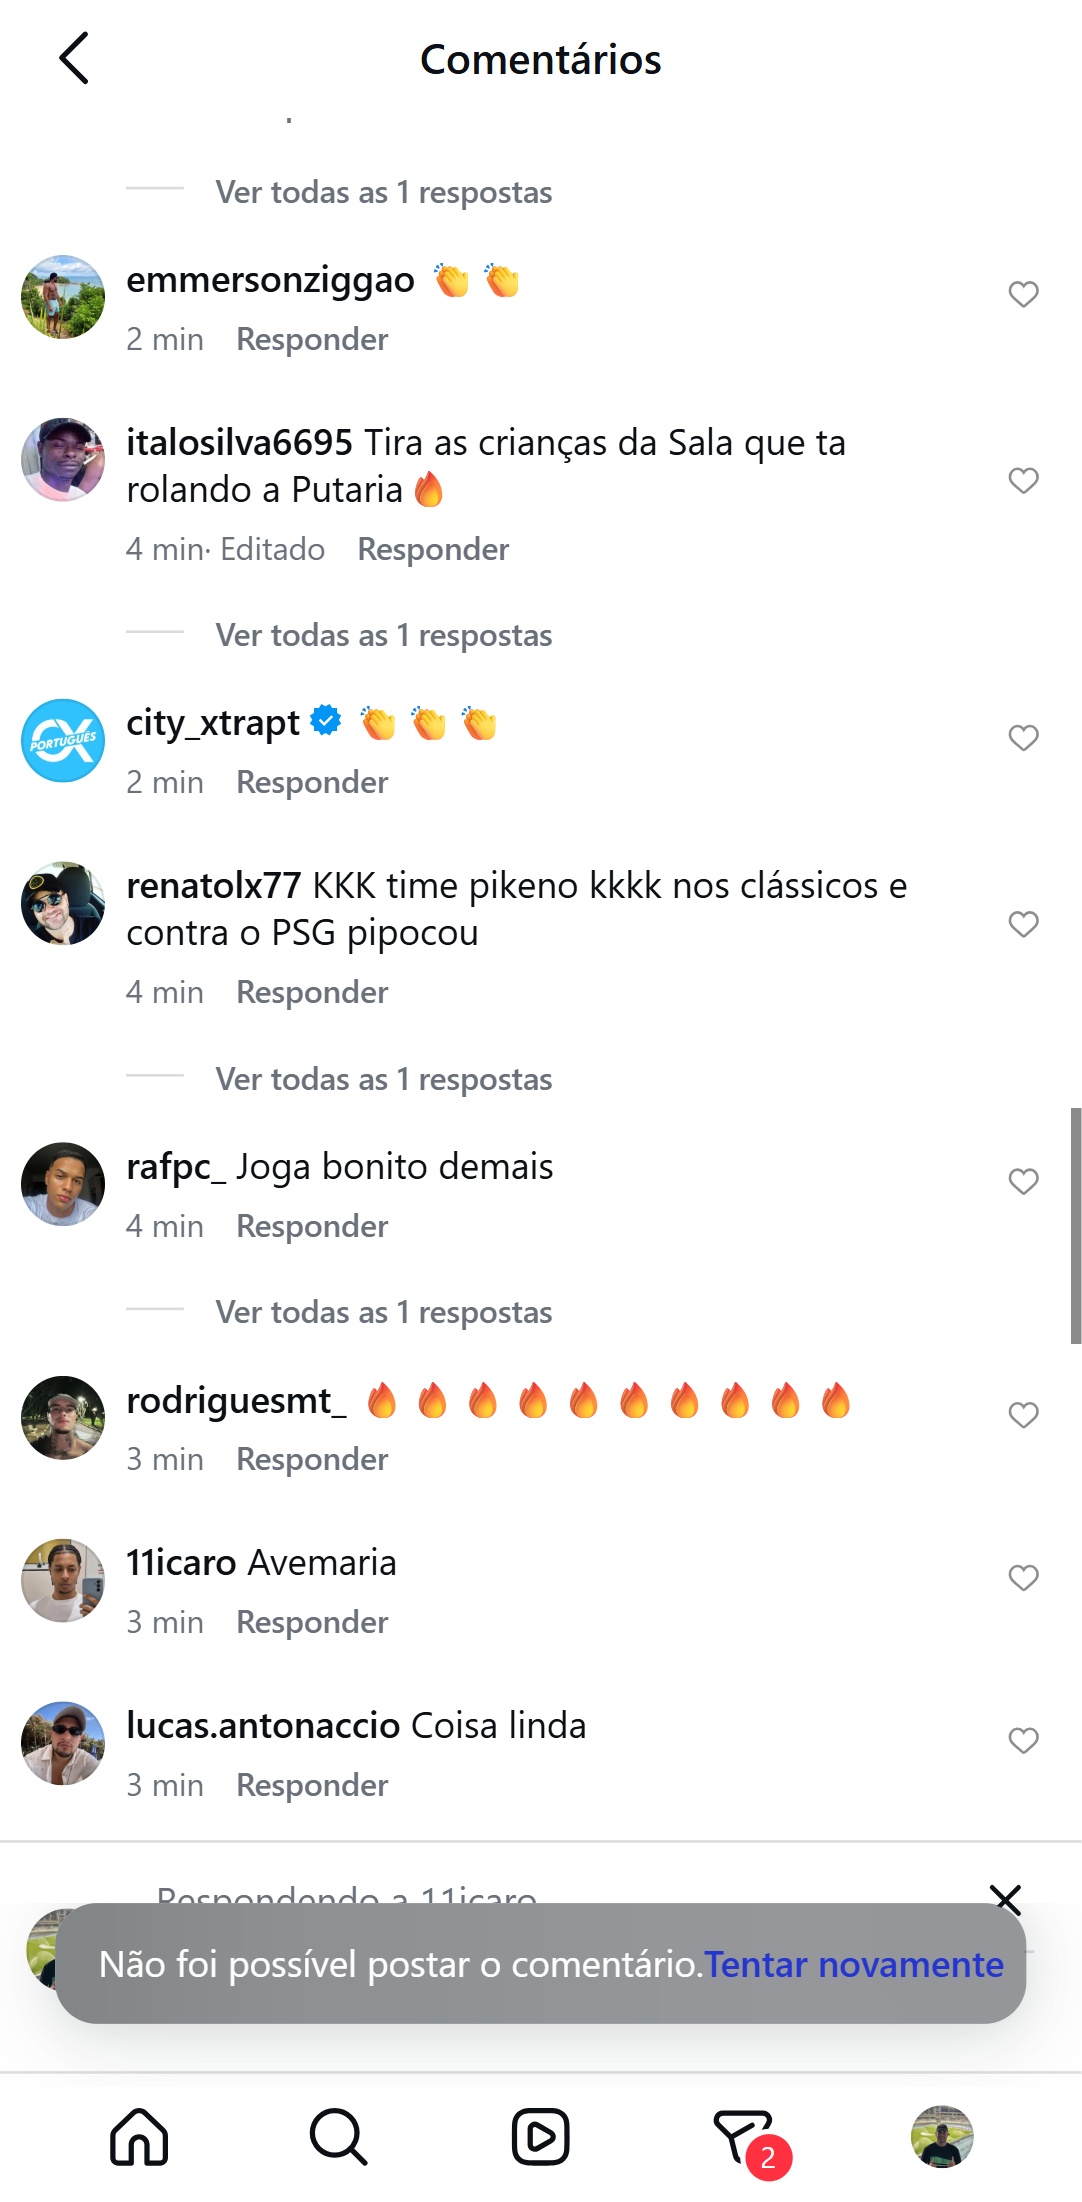 Comentários
Ver todas as 1 respostas
emmersonziggao 👏 👏
2 min Responder
italosilva6695 Tira as crianças da Sala que ta
rolando a Putaria🔥
4 min· Editado Responder
Ver todas as 1 respostas
CX
PORTUGUÊS
city_xtrapt 👏 👏 👏
2 min Responder
renatolx77 KKK time pikeno kkkk nos clássicos e
contra o PSG pipocou
4 min Responder
Ver todas as 1 respostas
rafpc_ Joga bonito demais
4 min Responder
Ver todas as 1 respostas
rodriguesmt_ 🔥 🔥 🔥 🔥 🔥 🔥 🔥 🔥 🔥 🔥
3 min Responder
11icaro Avemaria
3 min Responder
lucas.antonaccio Coisa linda
3 min Responder
Respondendo a 11icaro
Não foi possível postar o comentário.Tentar novamente
2